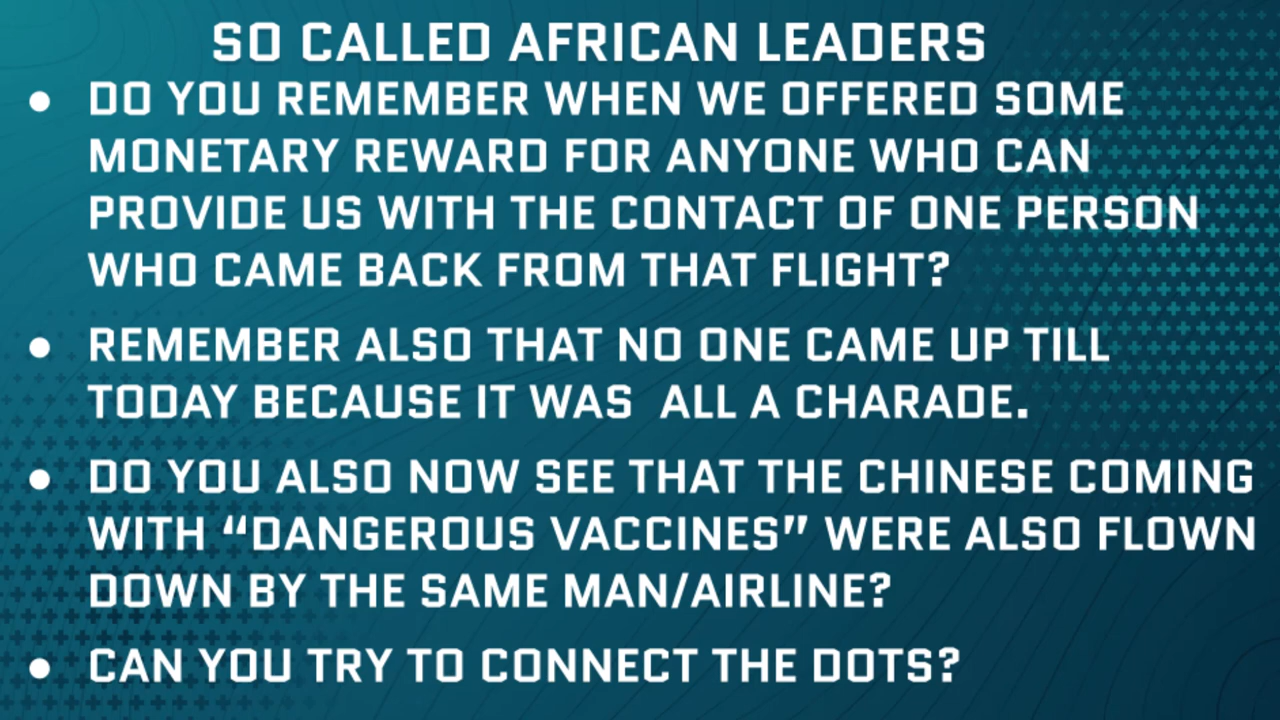 SO CALLED AFRICAN LEADERS
● DO YOU REMEMBER WHEN WE OFFERED SOME
MONETARY REWARD FOR ANYONE WHO CAN
PROVIDE US WITH THE CONTACT OF ONE PERSON
WHO CAME BACK FROM THAT FLIGHT?
● REMEMBER ALSO THAT NO ONE CAME UP TILL
TODAY BECAUSE IT WAS  ALL A CHARADE.
● DO YOU ALSO NOW SEE THAT THE CHINESE COMING
WITH “DANGEROUS VACCINES” WERE ALSO FLOWN
DOWN BY THE SAME MAN/AIRLINE?
● CAN YOU TRY TO CONNECT THE DOTS?